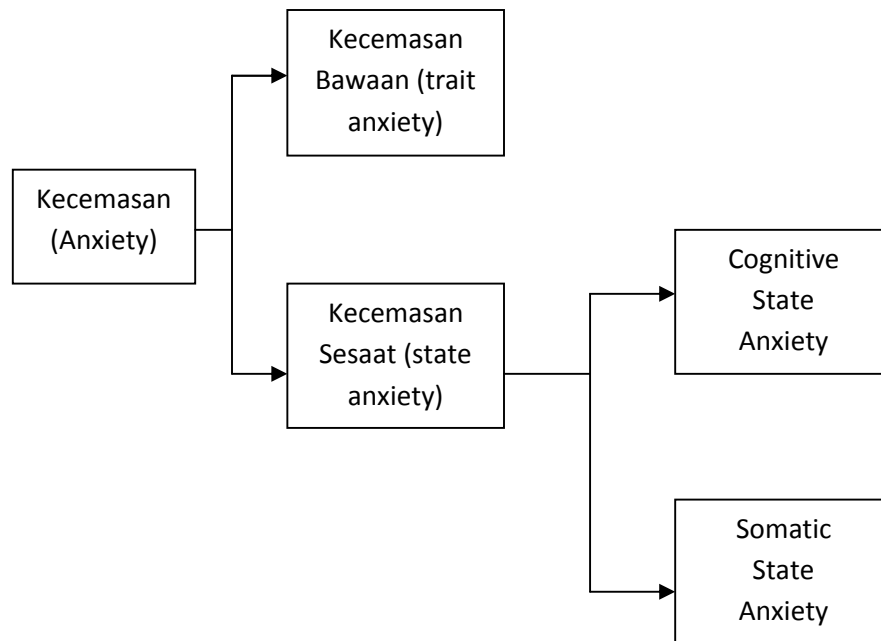 Kecemasan
Bawaan (trait
anxiety)
Kecemasan
(Anxiety)
Kecemasan
Sesaat (state
anxiety)
Cognitive
State
Anxiety
Somatic
State
Anxiety